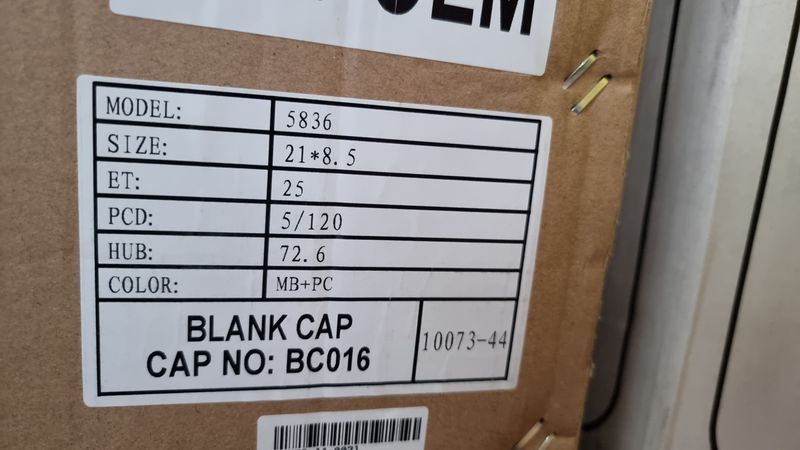 OEM
MODEL: 5836
SIZE: 21*8.5
ET: 25
PCD: 5/120
HUB: 72.6
COLOR: MB+PC
BLANK CAP
CAP NO: BC016
10073-44